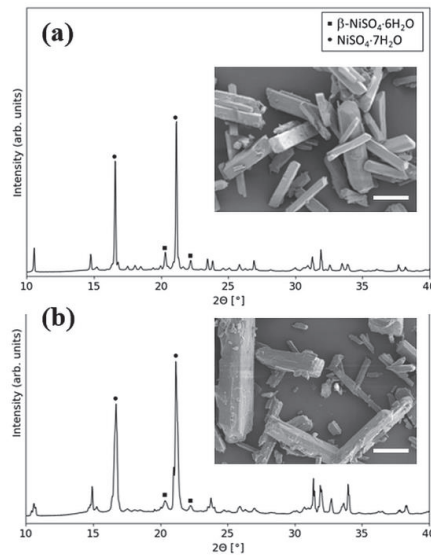 (a)
■ β-NiSO₄·6H₂O
● NiSO₄·7H₂O
Intensity (arb. units)
10 15 20 25 30 35 40
2Θ [°]
(b)
Intensity (arb. units)
10 15 20 25 30 35 40
2Θ [°]